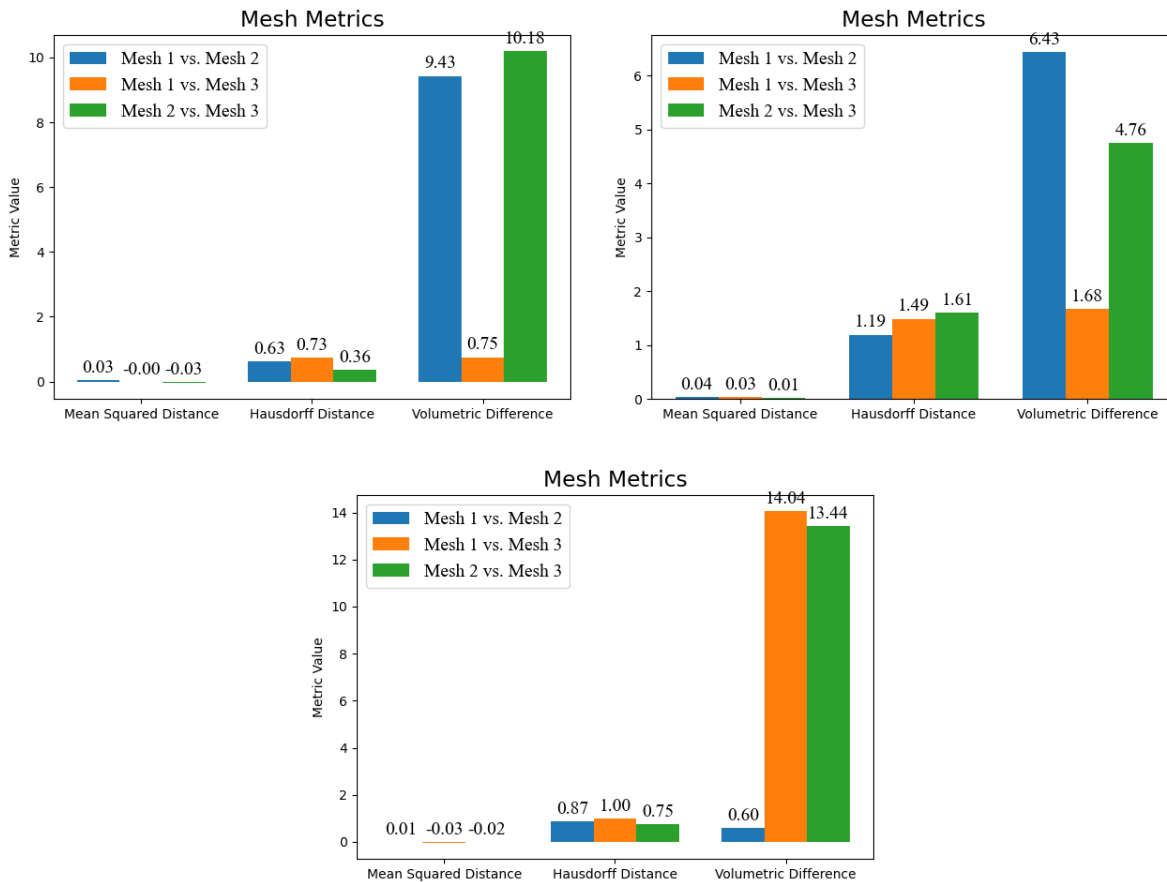 Mesh Metrics
Mesh 1 vs. Mesh 2
Mesh 1 vs. Mesh 3
Mesh 2 vs. Mesh 3
Metric Value
10
8
6
4
2
0
0.03 -0.00 -0.03
0.63 0.73 0.36
9.43 0.75 10.18
Mean Squared Distance Hausdorff Distance Volumetric Difference
Mesh Metrics
Mesh 1 vs. Mesh 2
Mesh 1 vs. Mesh 3
Mesh 2 vs. Mesh 3
Metric Value
6
5
4
3
2
1
0
0.04 0.03 0.01
1.19 1.49 1.61
6.43 1.68 4.76
Mean Squared Distance Hausdorff Distance Volumetric Difference
Mesh Metrics
Mesh 1 vs. Mesh 2
Mesh 1 vs. Mesh 3
Mesh 2 vs. Mesh 3
Metric Value
14
12
10
8
6
4
2
0
0.01 -0.03 -0.02
0.87 1.00 0.75
0.60 14.04 13.44
Mean Squared Distance Hausdorff Distance Volumetric Difference